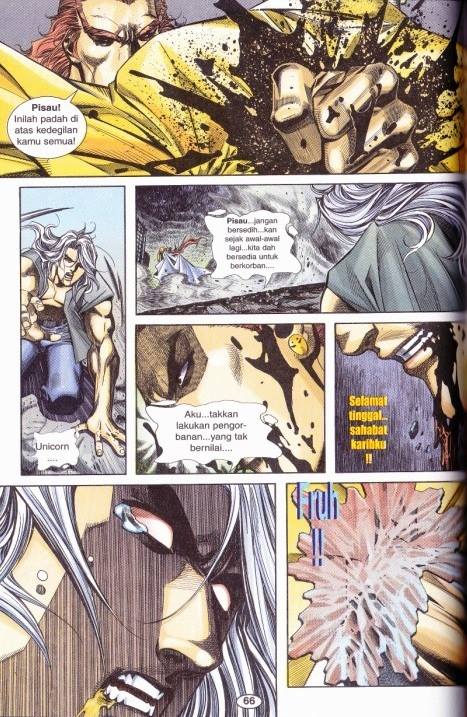 Pisau!
Inilah padah di
atas kedegilan
kamu semua!
Pisau...jangan
bersedih...kan
sejak awal-awal
lagi...kita dah
bersedia untuk
berkorban....
Unicorn
....
Aku...takkan
lakukan pengor-
banan...yang tak
bernilai....
Selamat
tinggal...
sahabat
karibku
!!
Fruh
!!
66